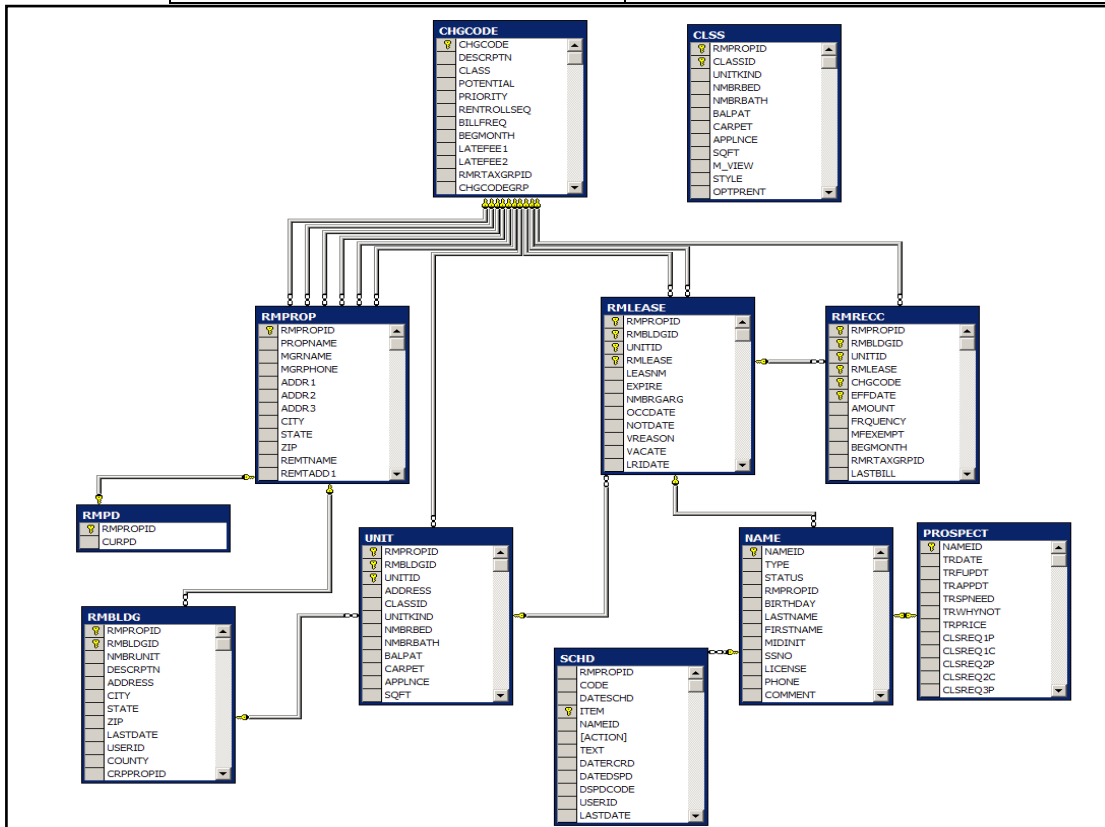 CHGCODE
CHGCODE
DESCRPTN
CLASS
POTENTIAL
PRIORITY
RENTROLLSEQ
BILLFREQ
BEGMONTH
LATEFEE1
LATEFEE2
RMRTAXGRPID
CHGCODEGRP
CLSS
RMPROPID
CLASSID
UNITKIND
NMBRBED
NMBRBATH
BALPAT
CARPET
APPLNCE
SQFT
M_VIEW
STYLE
OPTPRENT
RMPROP
RMPROPID
PROPNAME
MGRNAME
MGRPHONE
ADDR1
ADDR2
ADDR3
CITY
STATE
ZIP
REMTNAME
REMTADD1
RMLEASE
RMPROPID
RMBLDGID
UNITID
RMLEASE
LEASNM
EXPIRE
NMBRGARG
OCCDATE
NOTDATE
VREASON
VACATE
LRIDATE
RMRECC
RMPROPID
RMBLDGID
UNITID
RMLEASE
CHGCODE
EFFDATE
AMOUNT
FRQUENCY
MFEXEMPT
BEGMONTH
RMRTAXGRPID
LASTBILL
RMPD
RMPROPID
CURPD
UNIT
RMPROPID
RMBLDGID
UNITID
ADDRESS
CLASSID
UNITKIND
NMBRBED
NMBRBATH
BALPAT
CARPET
APPLNCE
SQFT
NAME
NAMEID
TYPE
STATUS
RMPROPID
BIRTHDAY
LASTNAME
FIRSTNAME
MIDINIT
SSNO
LICENSE
PHONE
COMMENT
PROSPECT
NAMEID
TRDATE
TRFUPDT
TRAPPDT
TRSPNEED
TRWHYNOT
TRPRICE
CLSREQ1P
CLSREQ1C
CLSREQ2P
CLSREQ2C
CLSREQ3P
RMBLDG
RMPROPID
RMBLDGID
NMBRUNIT
DESCRPTN
ADDRESS
CITY
STATE
ZIP
LASTDATE
USERID
COUNTY
CRPPROPID
SCHD
RMPROPID
CODE
DATESCHD
ITEM
NAMEID
[ACTION]
TEXT
DATERCRD
DATEDSPD
DSPDCODE
USERID
LASTDATE